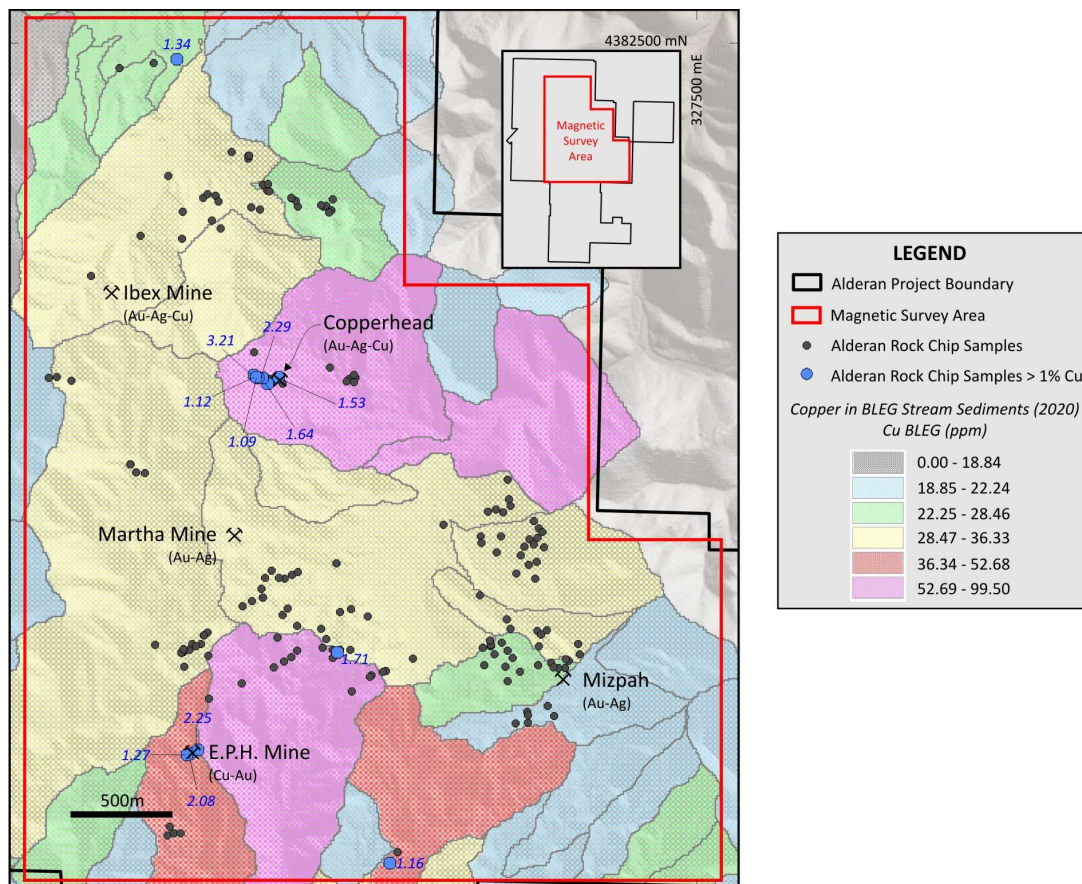 1.34
4382500 mN
327500 mE
Magnetic
Survey
Area
Ibex Mine
(Au-Ag-Cu)
2.29
3.21
Copperhead
(Au-Ag-Cu)
1.12
1.53
1.09
1.64
Martha Mine
(Au-Ag)
1.71
Mizpah
(Au-Ag)
2.25
1.27
E.P.H. Mine
(Cu-Au)
2.08
500m
1.16
LEGEND
Alderan Project Boundary
Magnetic Survey Area
Alderan Rock Chip Samples
Alderan Rock Chip Samples > 1% Cu
Copper in BLEG Stream Sediments (2020)
Cu BLEG (ppm)
0.00 - 18.84
18.85 - 22.24
22.25 - 28.46
28.47 - 36.33
36.34 - 52.68
52.69 - 99.50